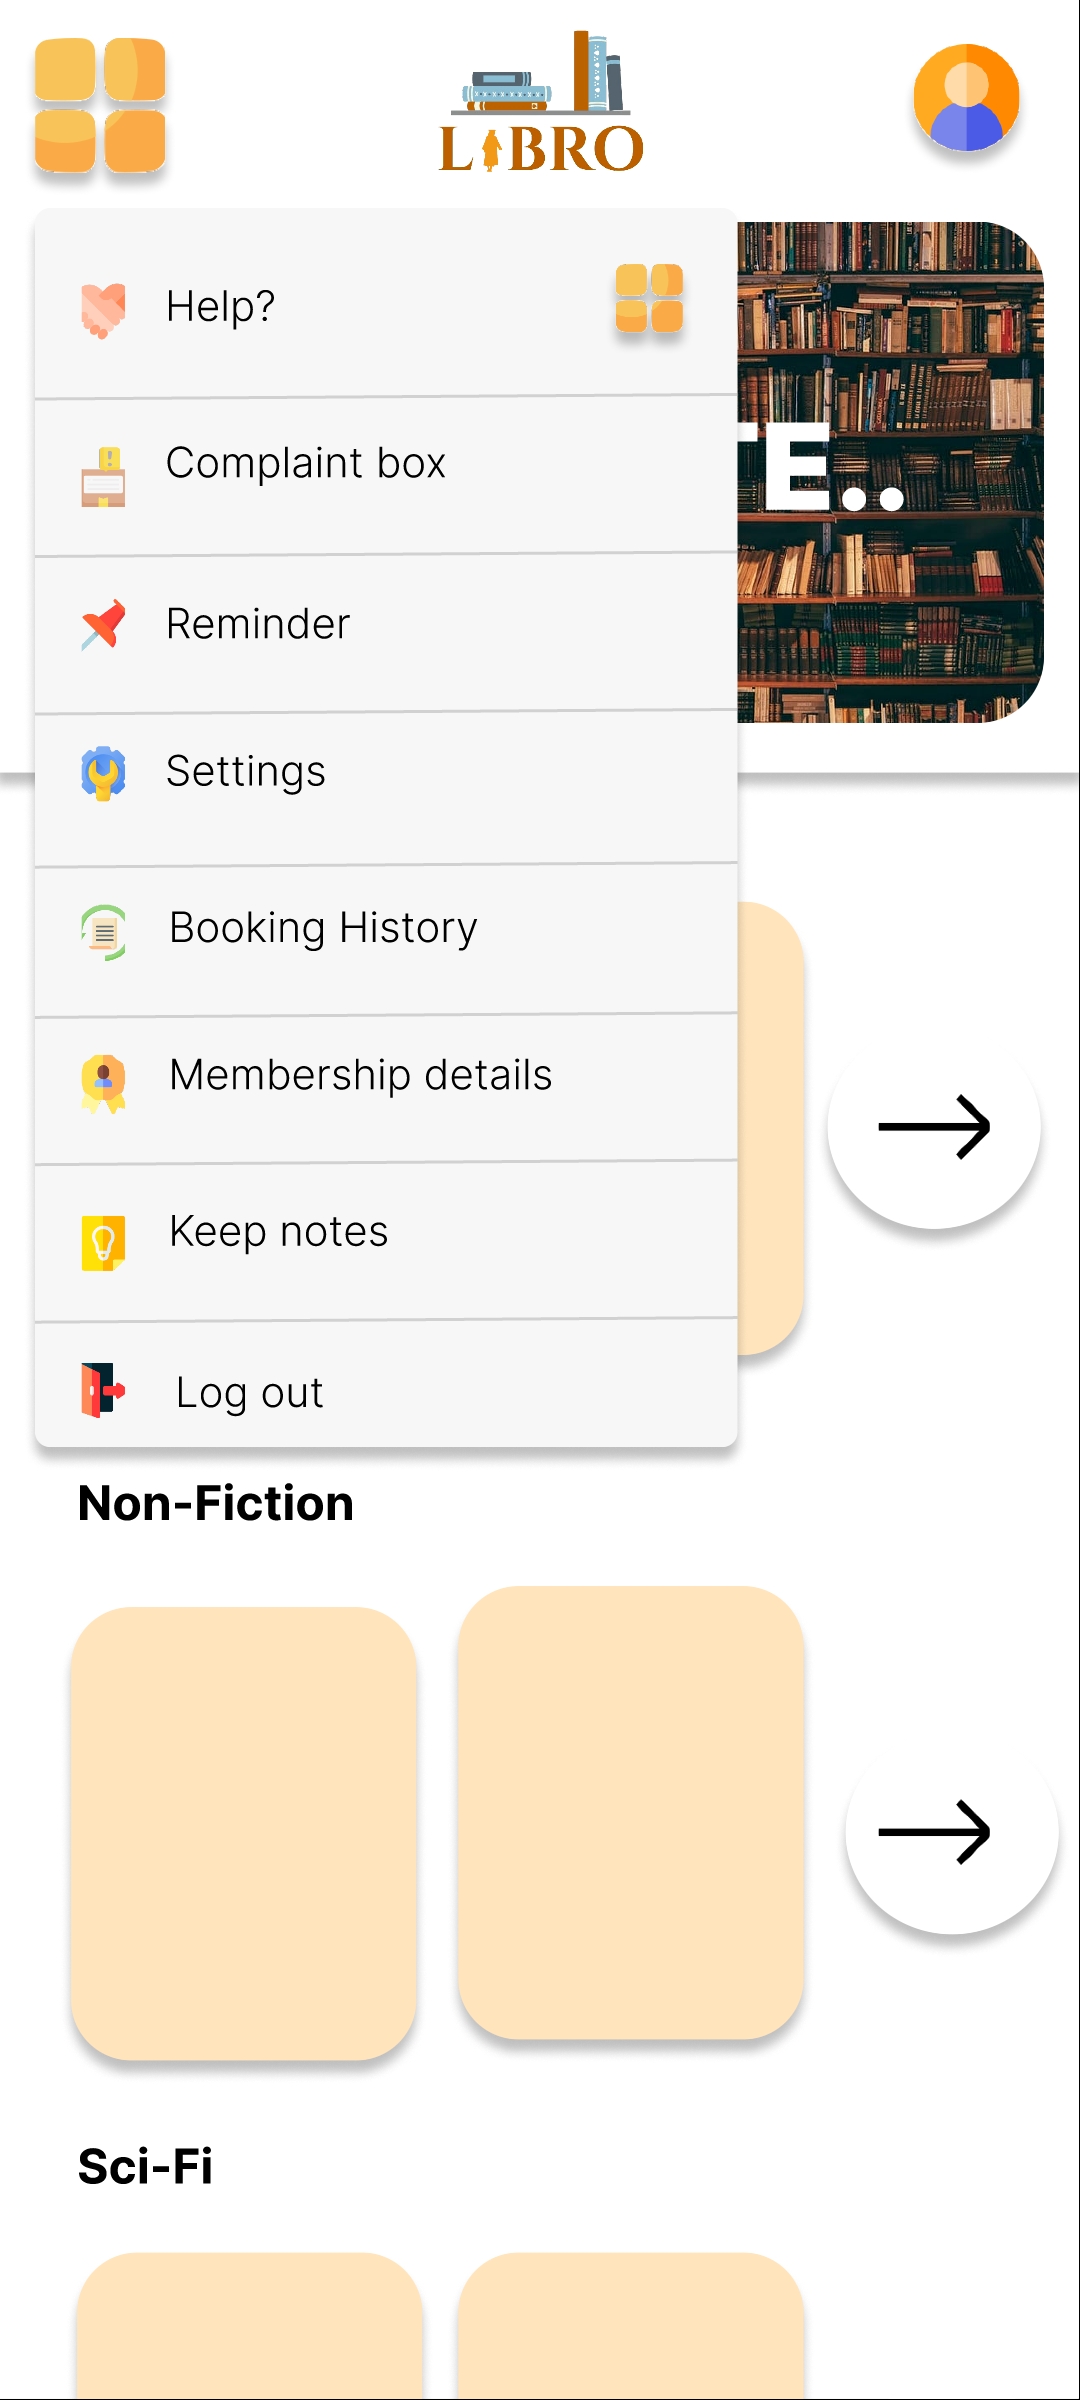 LIBRO
Help?
Complaint box
E..
Reminder
Settings
Booking History
Membership details
Keep notes
Log out
Non-Fiction
Sci-Fi